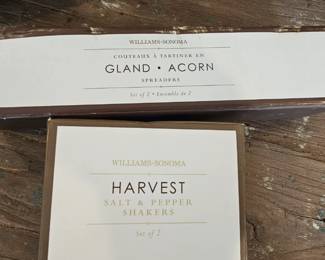 WILLIAMS-SONOMA
COUTEAUX À TARTINER EN
GLAND • ACORN
SPREADERS
Set of 2 • Ensemble de 2
WILLIAMS-SONOMA
HARVEST
SALT & PEPPER
SHAKERS
Set of 2